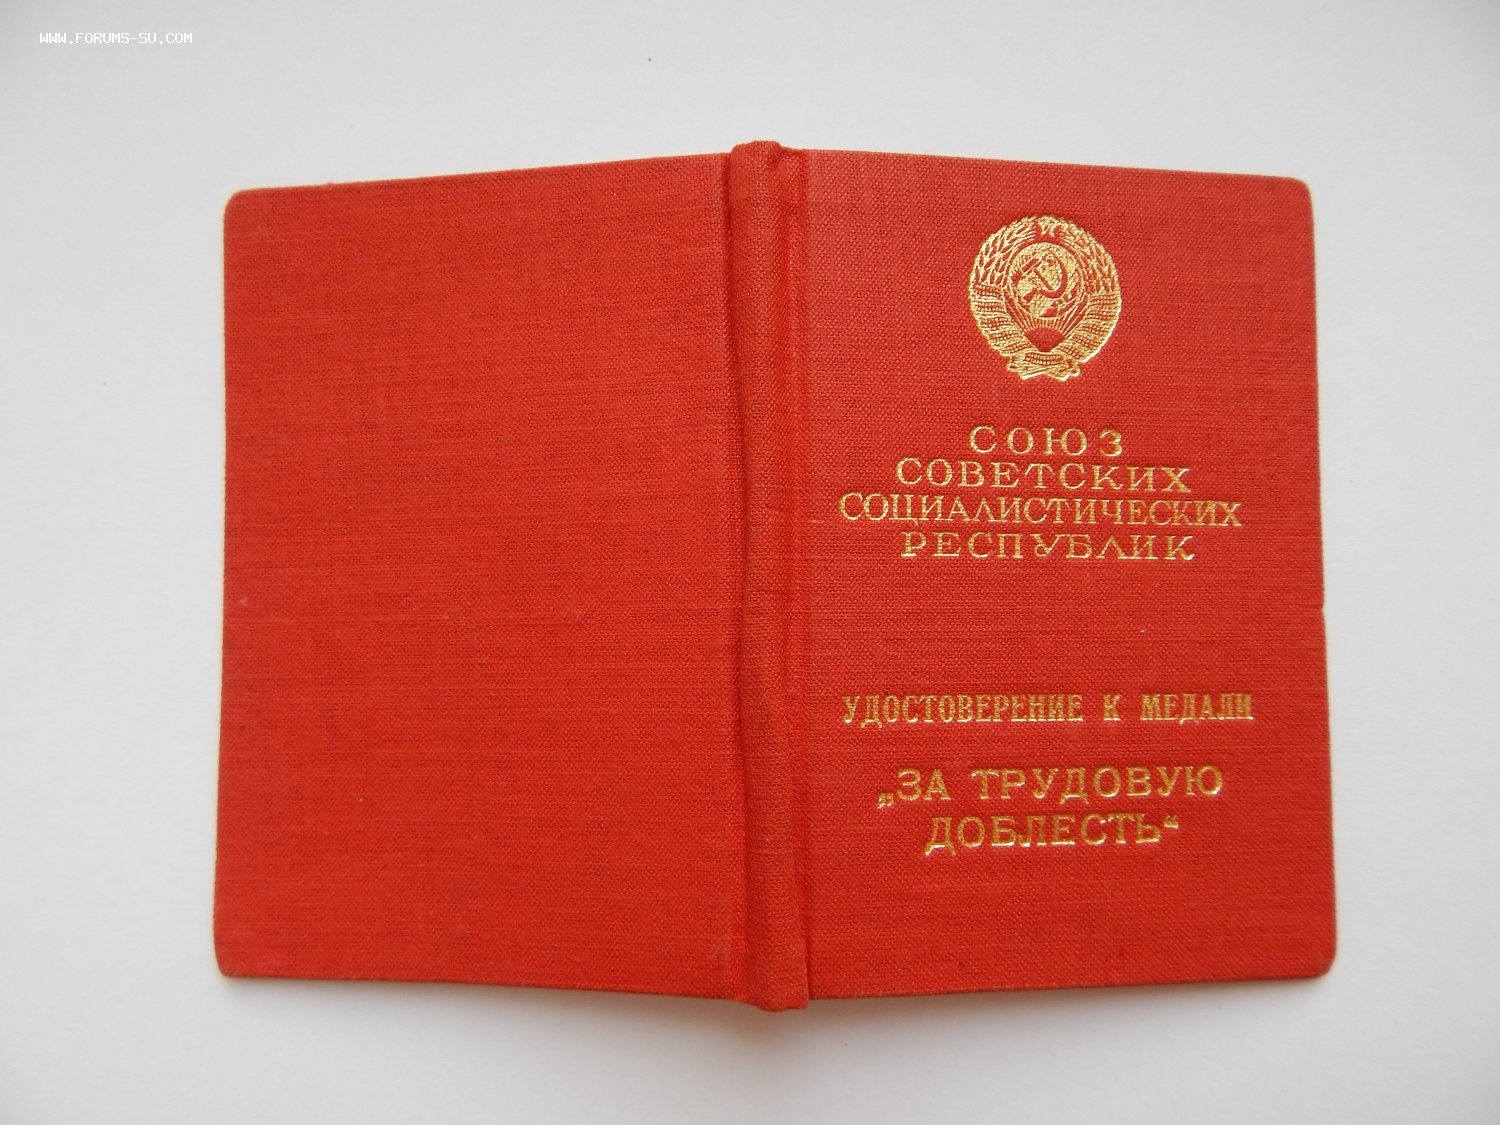 WWW.FORUMS-SU.COM
СОЮЗ
СОВЕТСКИХ
СОЦИАЛИСТИЧЕСКИХ
РЕСПУБЛИК
УДОСТОВЕРЕНИЕ К МЕДАЛИ
„ЗА ТРУДОВУЮ
ДОБЛЕСТЬ“